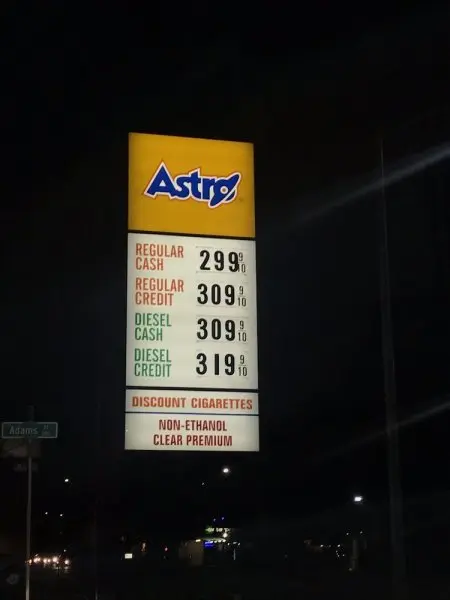 Astro
REGULAR
CASH
299 9/10
REGULAR
CREDIT
309 9/10
DIESEL
CASH
309 9/10
DIESEL
CREDIT
319 9/10
DISCOUNT CIGARETTES
NON-ETHANOL
CLEAR PREMIUM
Adams